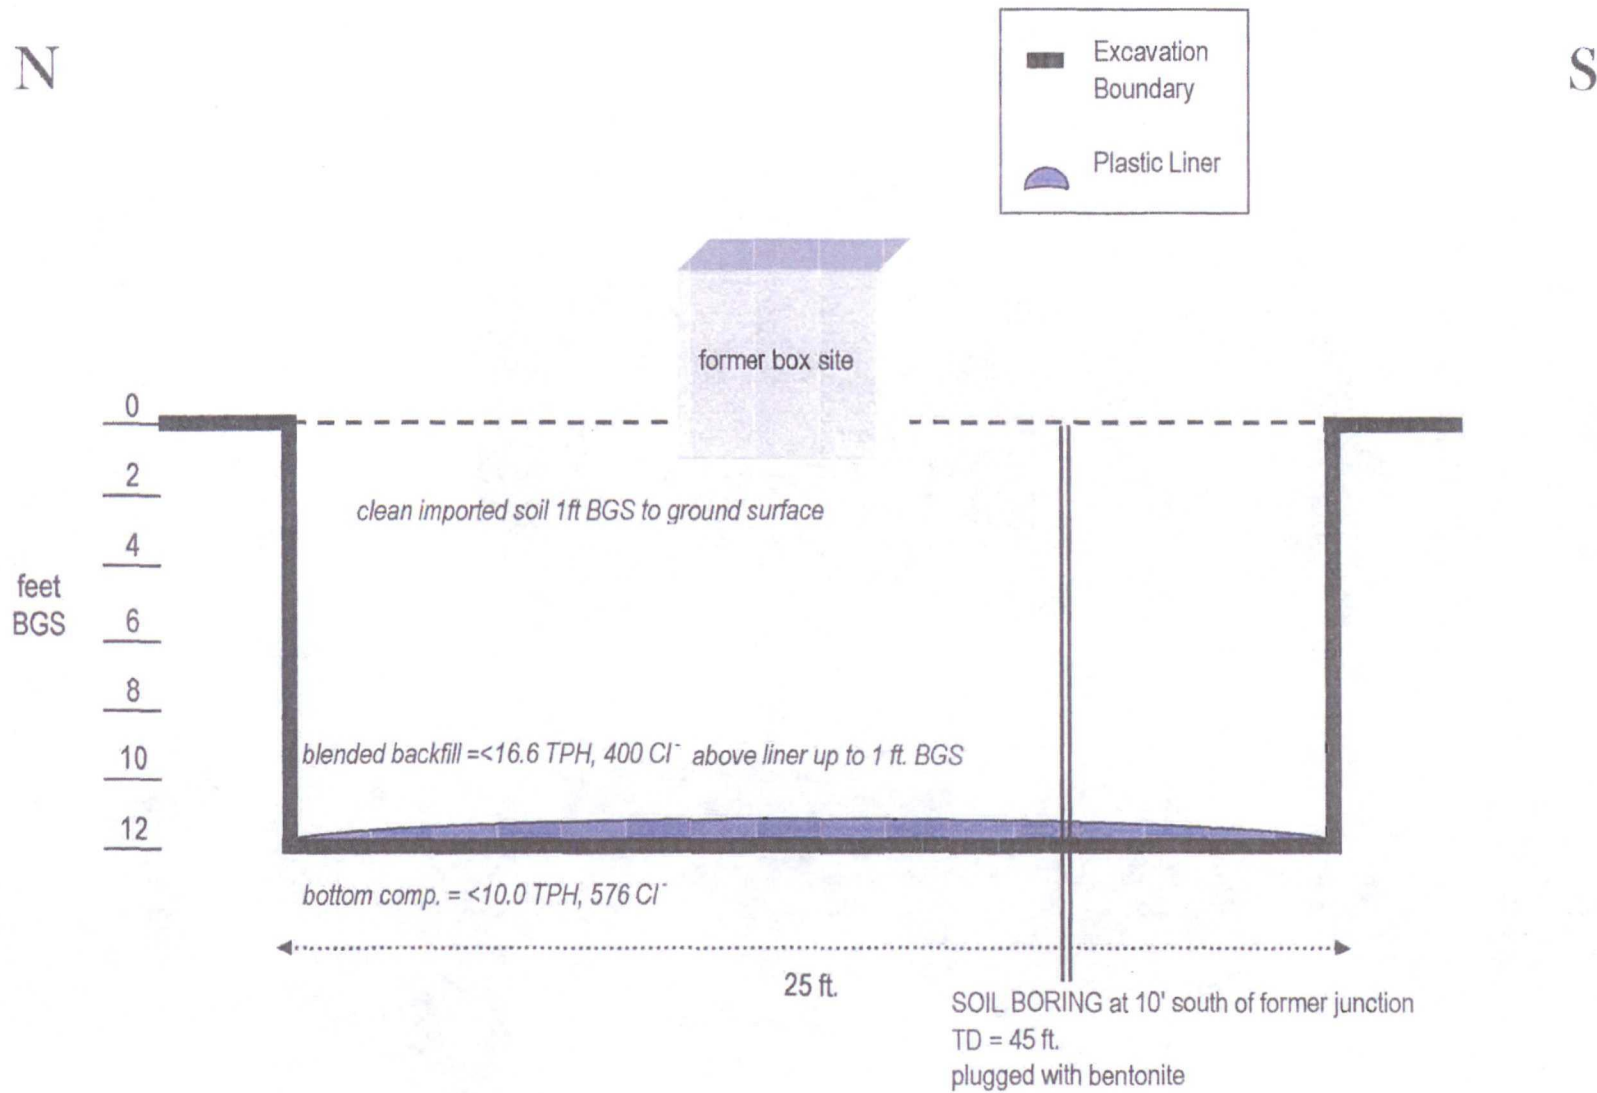 N
S
Excavation
Boundary
Plastic Liner
former box site
0
2
4
6
8
10
12
feet
BGS
clean imported soil 1ft BGS to ground surface
blended backfill =<16.6 TPH, 400 Cl⁻ above liner up to 1 ft. BGS
bottom comp. = <10.0 TPH, 576 Cl⁻
25 ft.
SOIL BORING at 10' south of former junction
TD = 45 ft.
plugged with bentonite